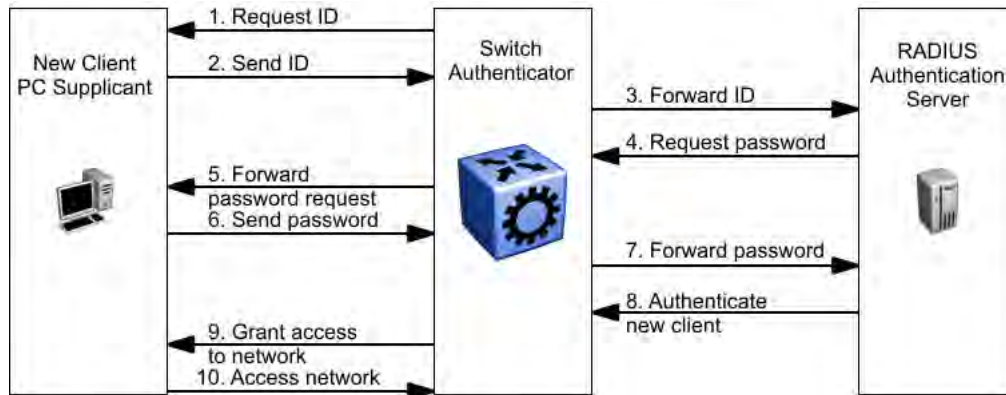 New Client
PC Supplicant
Switch
Authenticator
RADIUS
Authentication
Server
1. Request ID
2. Send ID
3. Forward ID
4. Request password
5. Forward
password request
6. Send password
7. Forward password
8. Authenticate
new client
9. Grant access
to network
10. Access network